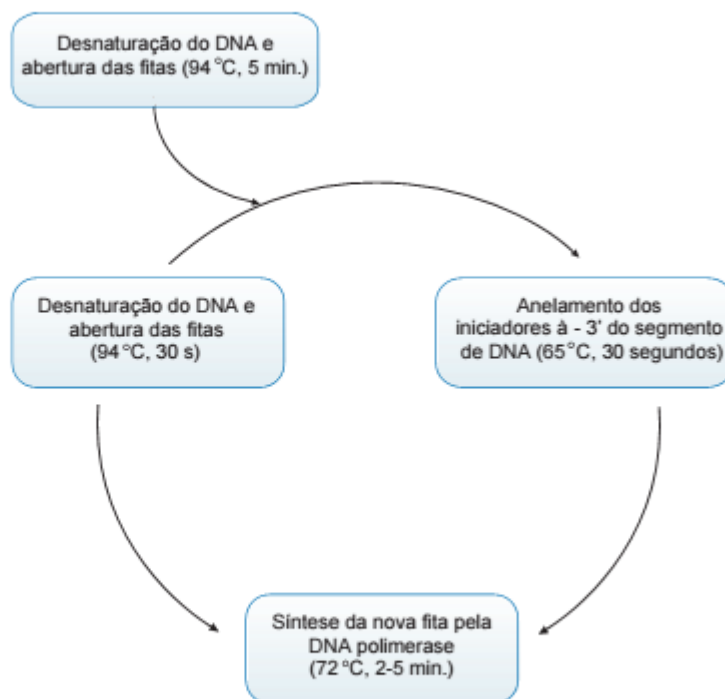 Desnaturação do DNA e
abertura das fitas (94 °C, 5 min.)
Desnaturação do DNA e
abertura das fitas
(94 °C, 30 s)
Anelamento dos
iniciadores à - 3' do segmento
de DNA (65°C, 30 segundos)
Síntese da nova fita pela
DNA polimerase
(72 °C, 2-5 min.)